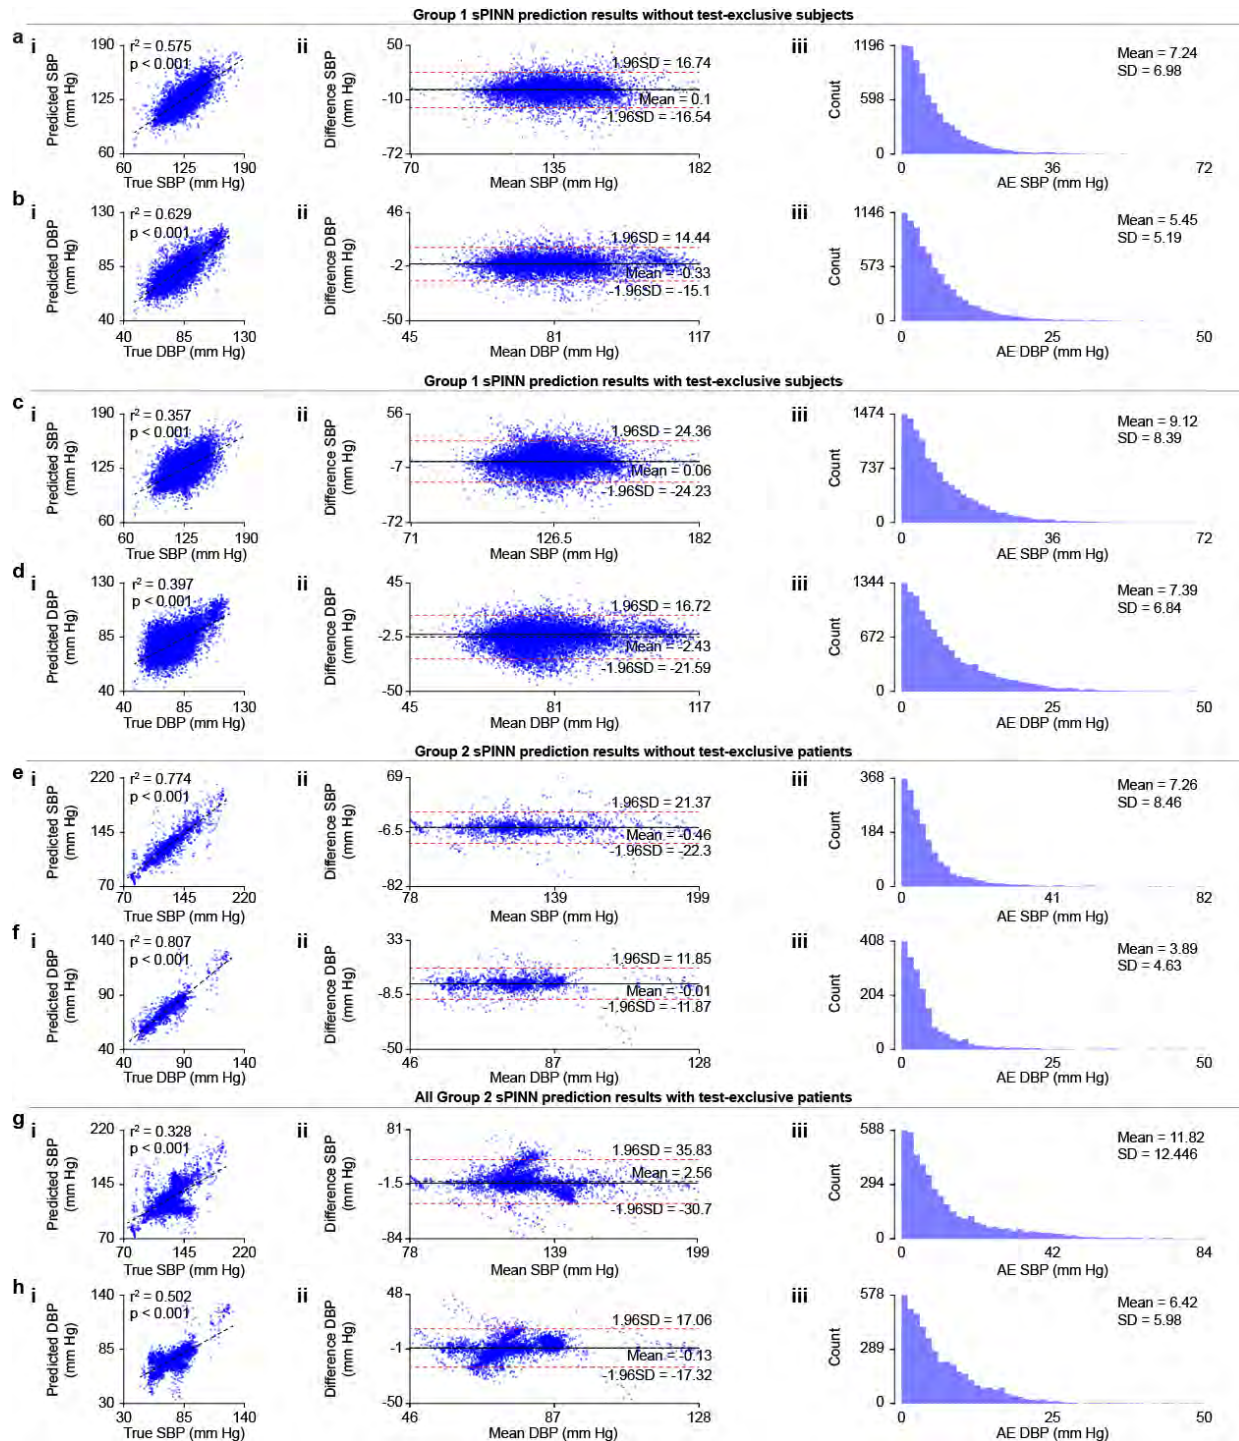 Group 1 sPINN prediction results without test-exclusive subjects
a
i
190
125
60
Predicted SBP
(mm Hg)
r² = 0.575
p < 0.001
60
125
190
True SBP (mm Hg)
ii
50
-10
-72
Difference SBP
(mm Hg)
1.96SD = 16.74
Mean = 0.1
-1.96SD = -16.54
70
135
182
Mean SBP (mm Hg)
iii
1196
598
0
Conut
Mean = 7.24
SD = 6.98
0
36
72
AE SBP (mm Hg)
b
i
130
85
40
Predicted DBP
(mm Hg)
r² = 0.629
p < 0.001
40
85
130
True DBP (mm Hg)
ii
46
-2
-50
Difference DBP
(mm Hg)
1.96SD = 14.44
Mean = -0.33
-1.96SD = -15.1
45
81
117
Mean DBP (mm Hg)
iii
1146
573
0
Conut
Mean = 5.45
SD = 5.19
0
25
50
AE DBP (mm Hg)
Group 1 sPINN prediction results with test-exclusive subjects
c
i
190
125
60
Predicted SBP
(mm Hg)
r² = 0.357
p < 0.001
60
125
190
True SBP (mm Hg)
ii
56
-7
-72
Difference SBP
(mm Hg)
1.96SD = 24.36
Mean = 0.06
-1.96SD = -24.23
71
126.5
182
Mean SBP (mm Hg)
iii
1474
737
0
Count
Mean = 9.12
SD = 8.39
0
36
72
AE SBP (mm Hg)
d
i
130
85
40
Predicted DBP
(mm Hg)
r² = 0.397
p < 0.001
40
85
130
True DBP (mm Hg)
ii
45
-2.5
-50
Difference DBP
(mm Hg)
1.96SD = 16.72
Mean = -2.43
-1.96SD = -21.59
45
81
117
Mean DBP (mm Hg)
iii
1344
672
0
Count
Mean = 7.39
SD = 6.84
0
25
50
AE DBP (mm Hg)
Group 2 sPINN prediction results without test-exclusive patients
e
i
220
145
70
Predicted SBP
(mm Hg)
r² = 0.774
p < 0.001
70
145
220
True SBP (mm Hg)
ii
69
-6.5
-82
Difference SBP
(mm Hg)
1.96SD = 21.37
Mean = -0.46
-1.96SD = -22.3
78
139
199
Mean SBP (mm Hg)
iii
368
184
0
Count
Mean = 7.26
SD = 8.46
0
41
82
AE SBP (mm Hg)
f
i
140
90
40
Predicted DBP
(mm Hg)
r² = 0.807
p < 0.001
40
90
140
True DBP (mm Hg)
ii
33
-8.5
-50
Difference DBP
(mm Hg)
1.96SD = 11.85
Mean = -0.01
-1.96SD = -11.87
46
87
128
Mean DBP (mm Hg)
iii
408
204
0
Count
Mean = 3.89
SD = 4.63
0
25
50
AE DBP (mm Hg)
All Group 2 sPINN prediction results with test-exclusive patients
g
i
220
145
70
Predicted SBP
(mm Hg)
r² = 0.328
p < 0.001
70
145
220
True SBP (mm Hg)
ii
81
-1.5
-84
Difference SBP
(mm Hg)
1.96SD = 35.83
Mean = 2.56
-1.96SD = -30.7
78
139
199
Mean SBP (mm Hg)
iii
588
294
0
Count
Mean = 11.82
SD = 12.446
0
42
84
AE SBP (mm Hg)
h
i
140
85
30
Predicted DBP
(mm Hg)
r² = 0.502
p < 0.001
30
85
140
True SBP (mm Hg)
ii
48
-1
-50
Difference DBP
(mm Hg)
1.96SD = 17.06
Mean = -0.13
-1.96SD = -17.32
46
87
128
Mean DBP (mm Hg)
iii
578
289
0
Count
Mean = 6.42
SD = 5.98
0
25
50
AE DBP (mm Hg)